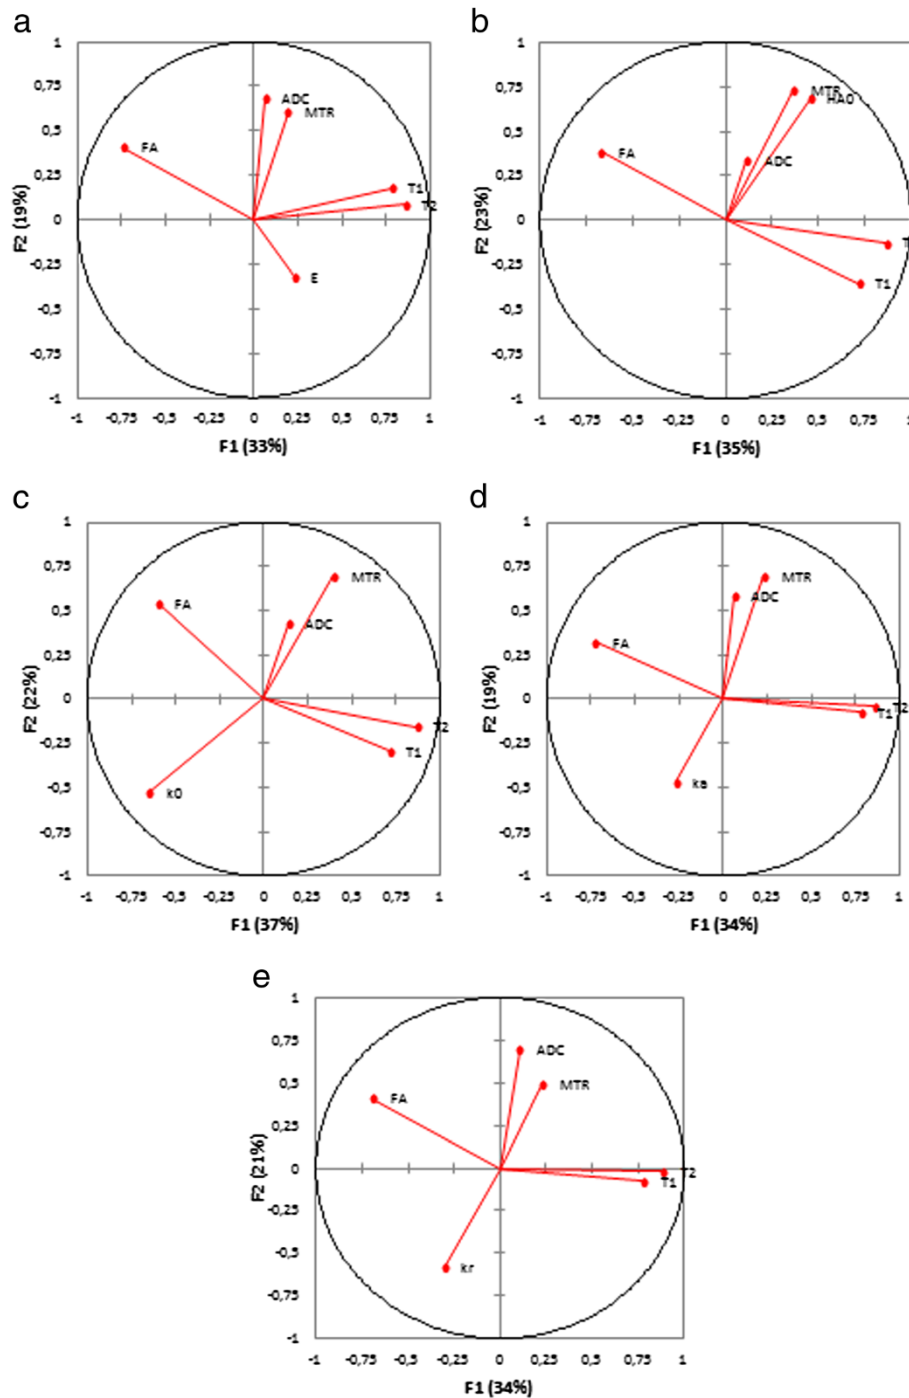 a
1
0,75
0,5
0,25
0
-0,25
-0,5
-0,75
-1
F2 (19%)
ADC
MTR
FA
T1
T2
E
-1 -0,75 -0,5 -0,25 0 0,25 0,5 0,75 1
F1 (33%)
b
1
0,75
0,5
0,25
0
-0,25
-0,5
-0,75
-1
F2 (23%)
MTR
HA0
FA
ADC
T
T1
-1 -0,75 -0,5 -0,25 0 0,25 0,5 0,75 1
F1 (35%)
c
1
0,75
0,5
0,25
0
-0,25
-0,5
-0,75
-1
F2 (22%)
MTR
FA
ADC
T2
T1
k0
-1 -0,75 -0,5 -0,25 0 0,25 0,5 0,75 1
F1 (37%)
d
1
0,75
0,5
0,25
0
-0,25
-0,5
-0,75
-1
F2 (19%)
MTR
ADC
FA
T2
T1
ka
-1 -0,75 -0,5 -0,25 0 0,25 0,5 0,75 1
F1 (34%)
e
1
0,75
0,5
0,25
0
-0,25
-0,5
-0,75
-1
F2 (21%)
ADC
MTR
FA
T2
T1
kr
-1 -0,75 -0,5 -0,25 0 0,25 0,5 0,75 1
F1 (34%)